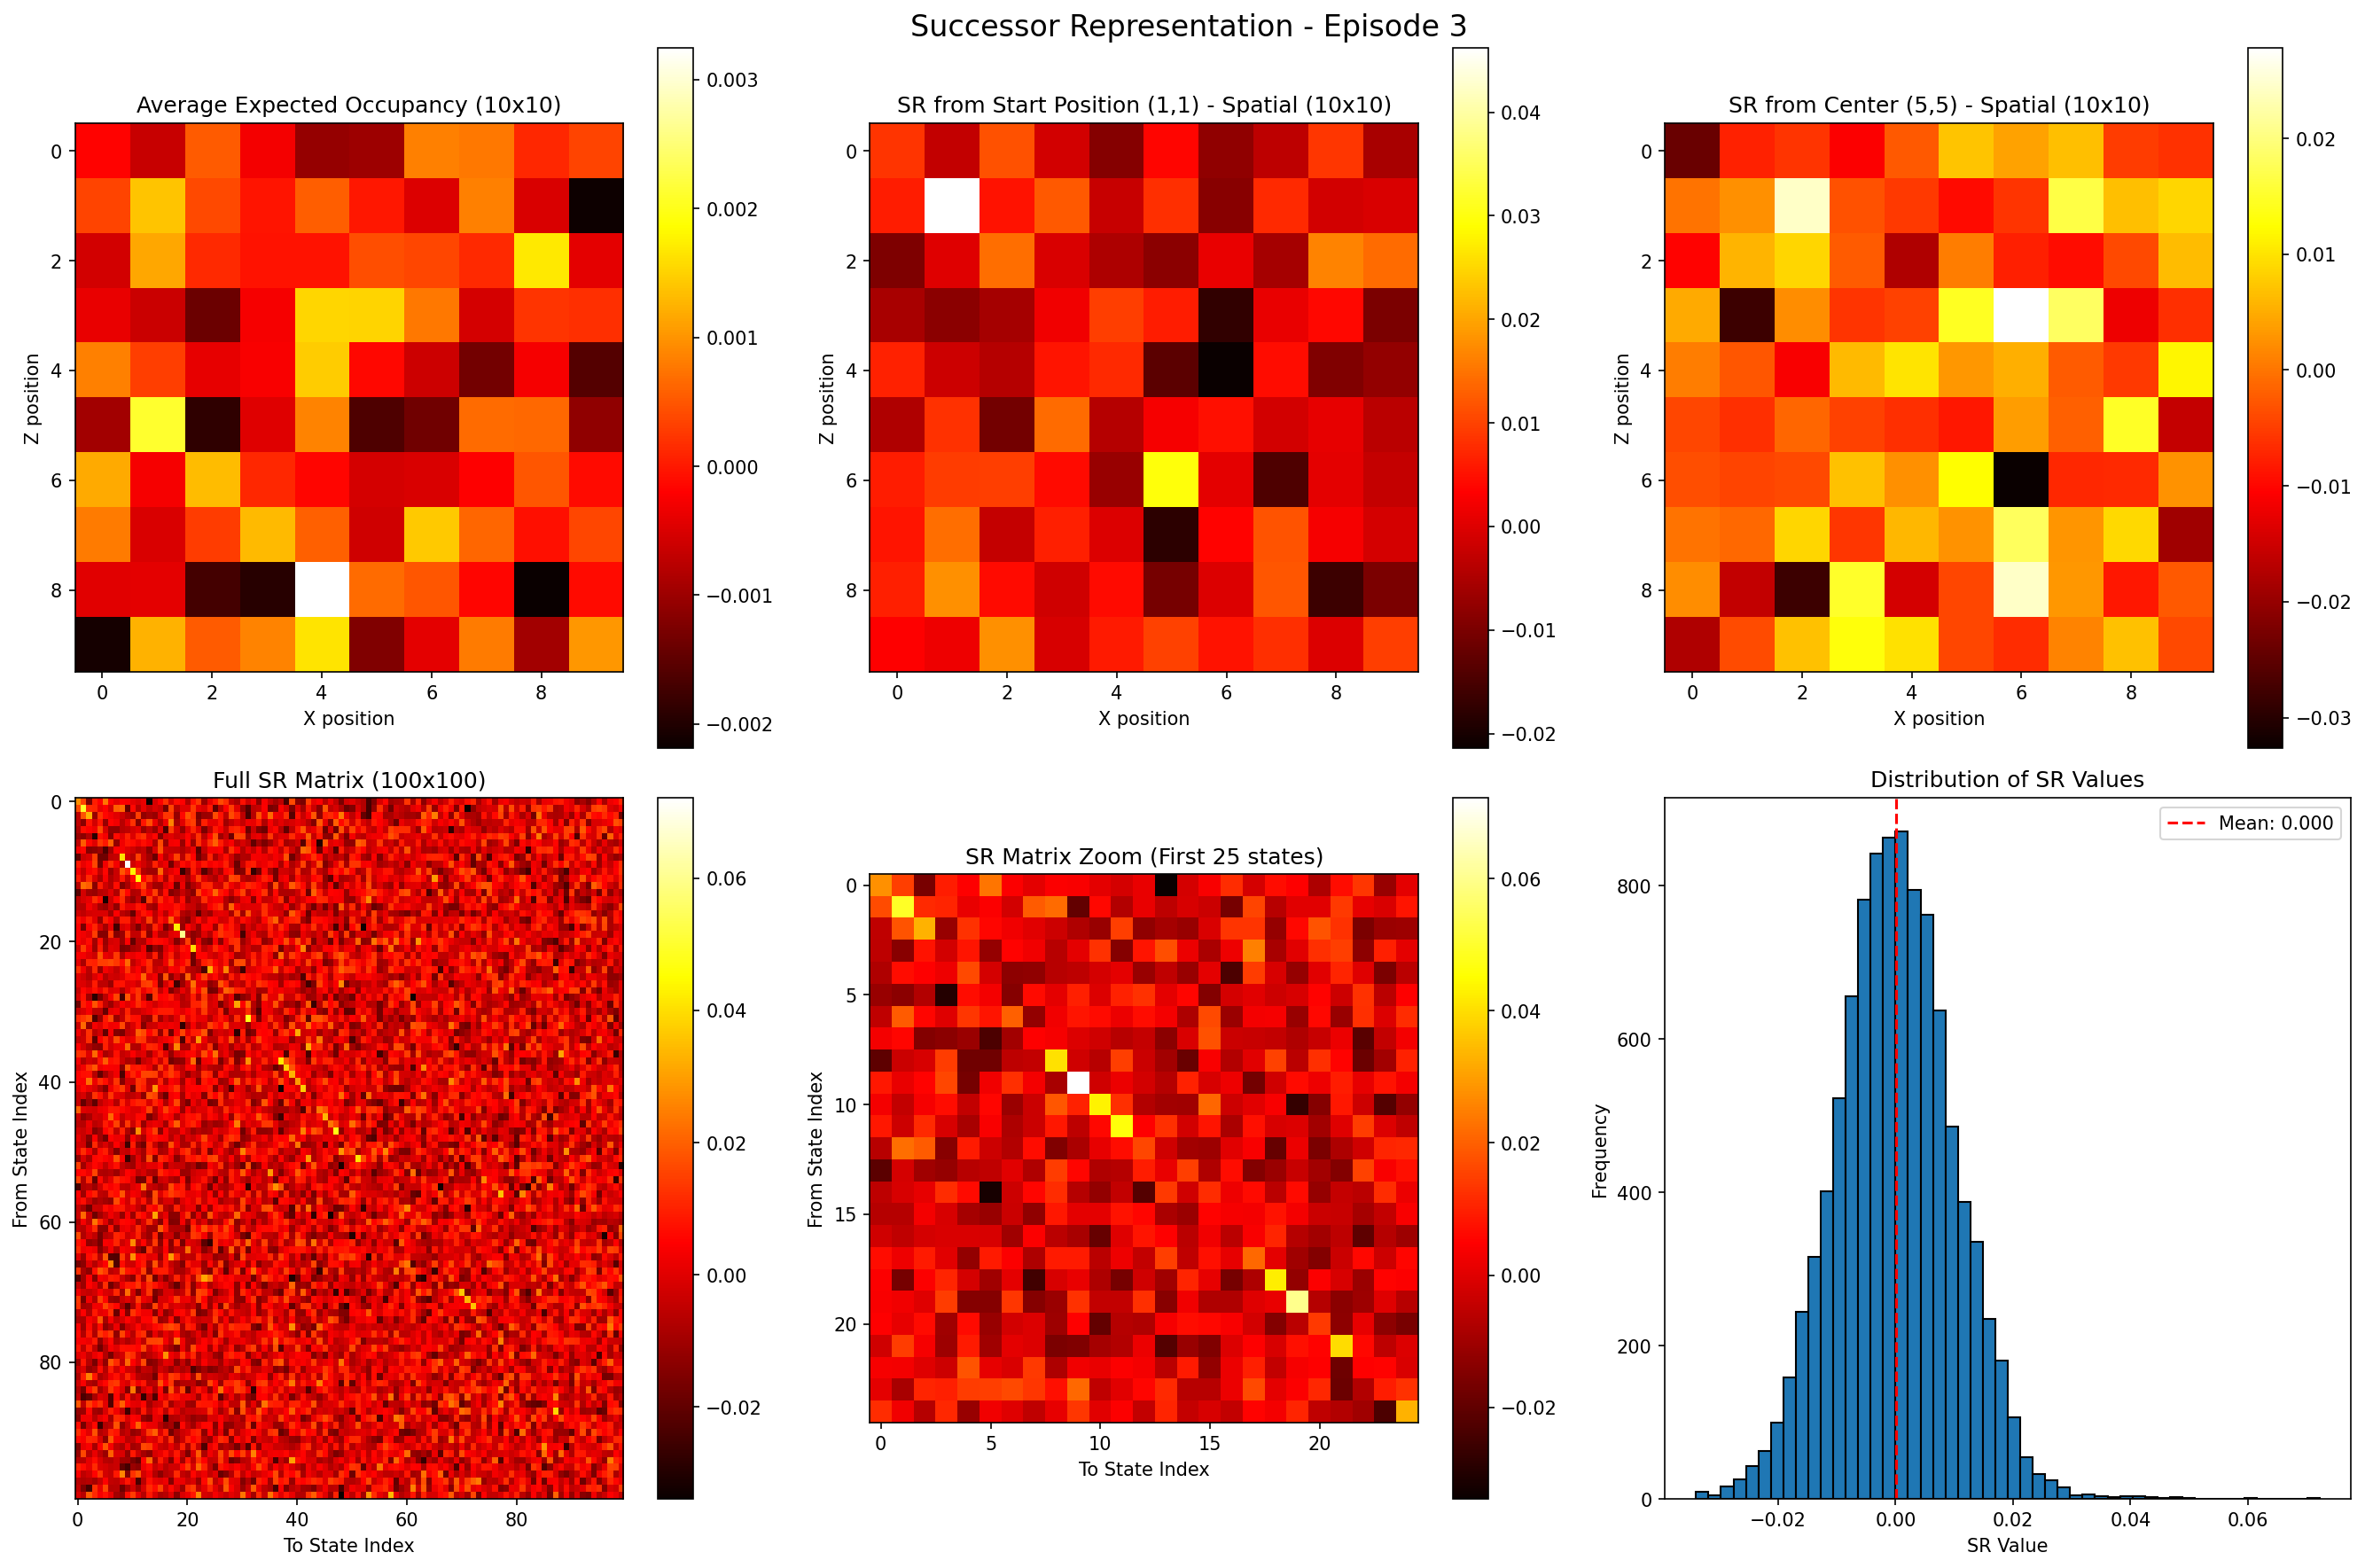 Successor Representation - Episode 3
Average Expected Occupancy (10x10)
0
2
4
6
8
Z position
0 2 4 6 8
X position
0.003
0.002
0.001
0.000
−0.001
−0.002
SR from Start Position (1,1) - Spatial (10x10)
0
2
4
6
8
Z position
0 2 4 6 8
X position
0.04
0.03
0.02
0.01
0.00
−0.01
−0.02
SR from Center (5,5) - Spatial (10x10)
0
2
4
6
8
Z position
0 2 4 6 8
X position
0.02
0.01
0.00
−0.01
−0.02
−0.03
Full SR Matrix (100x100)
0
20
40
60
80
From State Index
0 20 40 60 80
To State Index
0.06
0.04
0.02
0.00
−0.02
SR Matrix Zoom (First 25 states)
0
5
10
15
20
From State Index
0 5 10 15 20
To State Index
0.06
0.04
0.02
0.00
−0.02
Distribution of SR Values
Mean: 0.000
800
600
400
200
0
Frequency
−0.02 0.00 0.02 0.04 0.06
SR Value